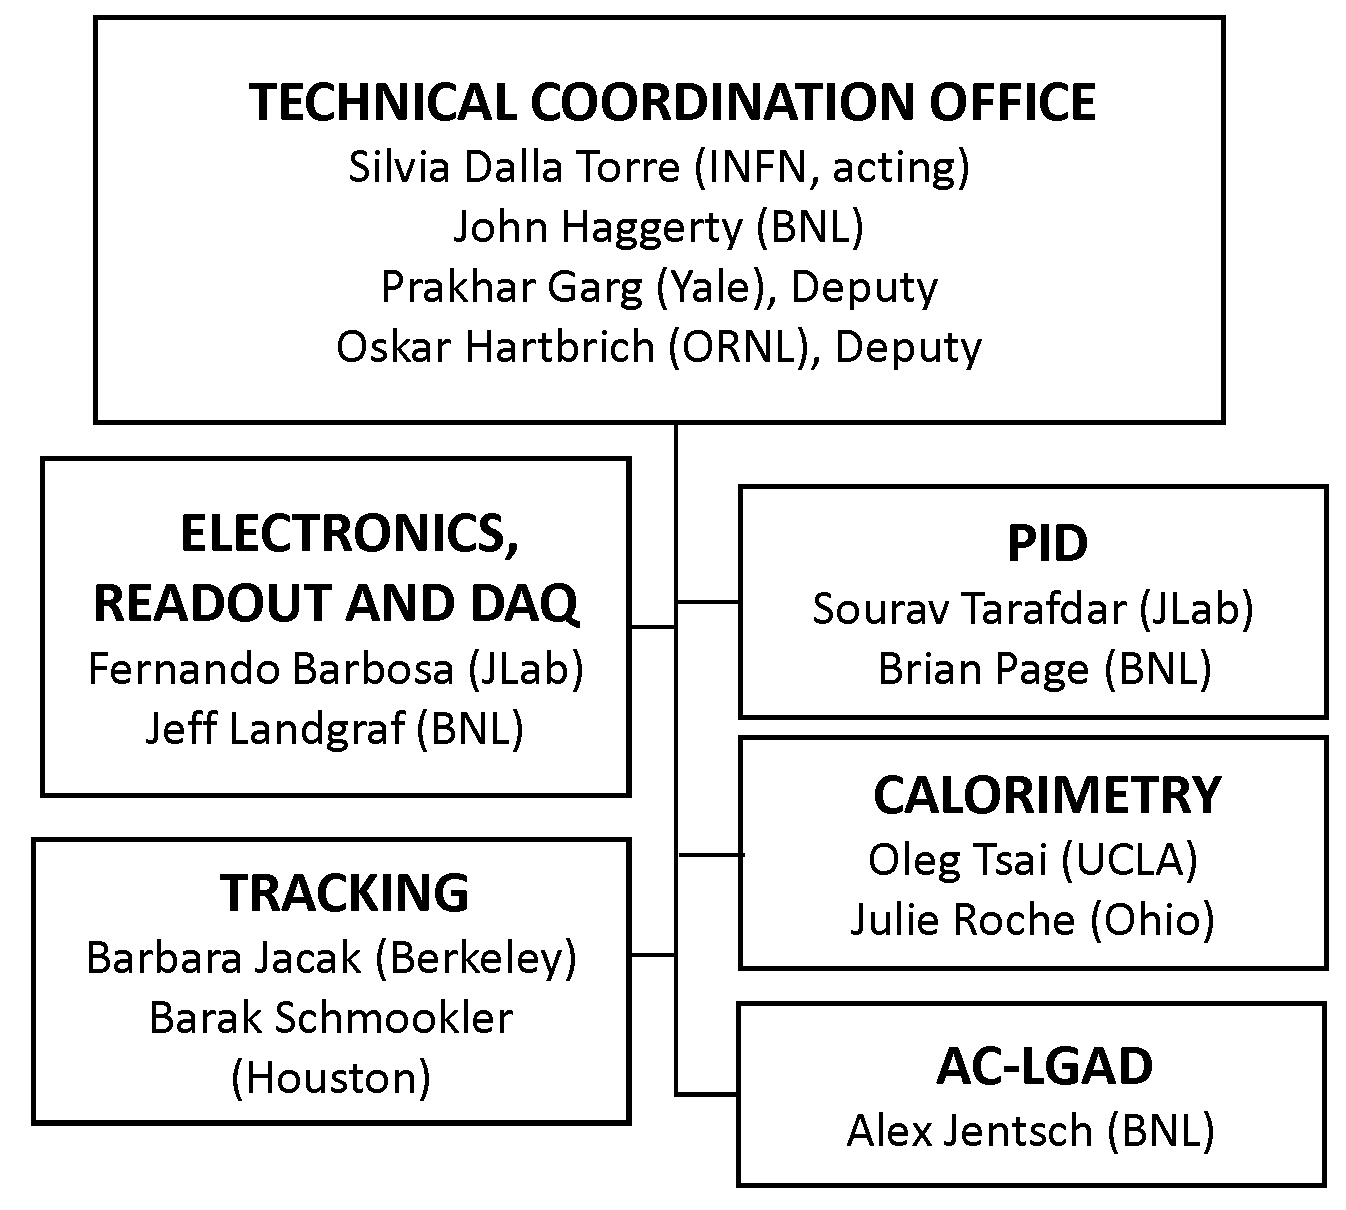 TECHNICAL COORDINATION OFFICE
Silvia Dalla Torre (INFN, acting)
John Haggerty (BNL)
Prakhar Garg (Yale), Deputy
Oskar Hartbrich (ORNL), Deputy
ELECTRONICS,
READOUT AND DAQ
Fernando Barbosa (JLab)
Jeff Landgraf (BNL)
PID
Sourav Tarafdar (JLab)
Brian Page (BNL)
CALORIMETRY
Oleg Tsai (UCLA)
Julie Roche (Ohio)
TRACKING
Barbara Jacak (Berkeley)
Barak Schmookler
(Houston)
AC-LGAD
Alex Jentsch (BNL)